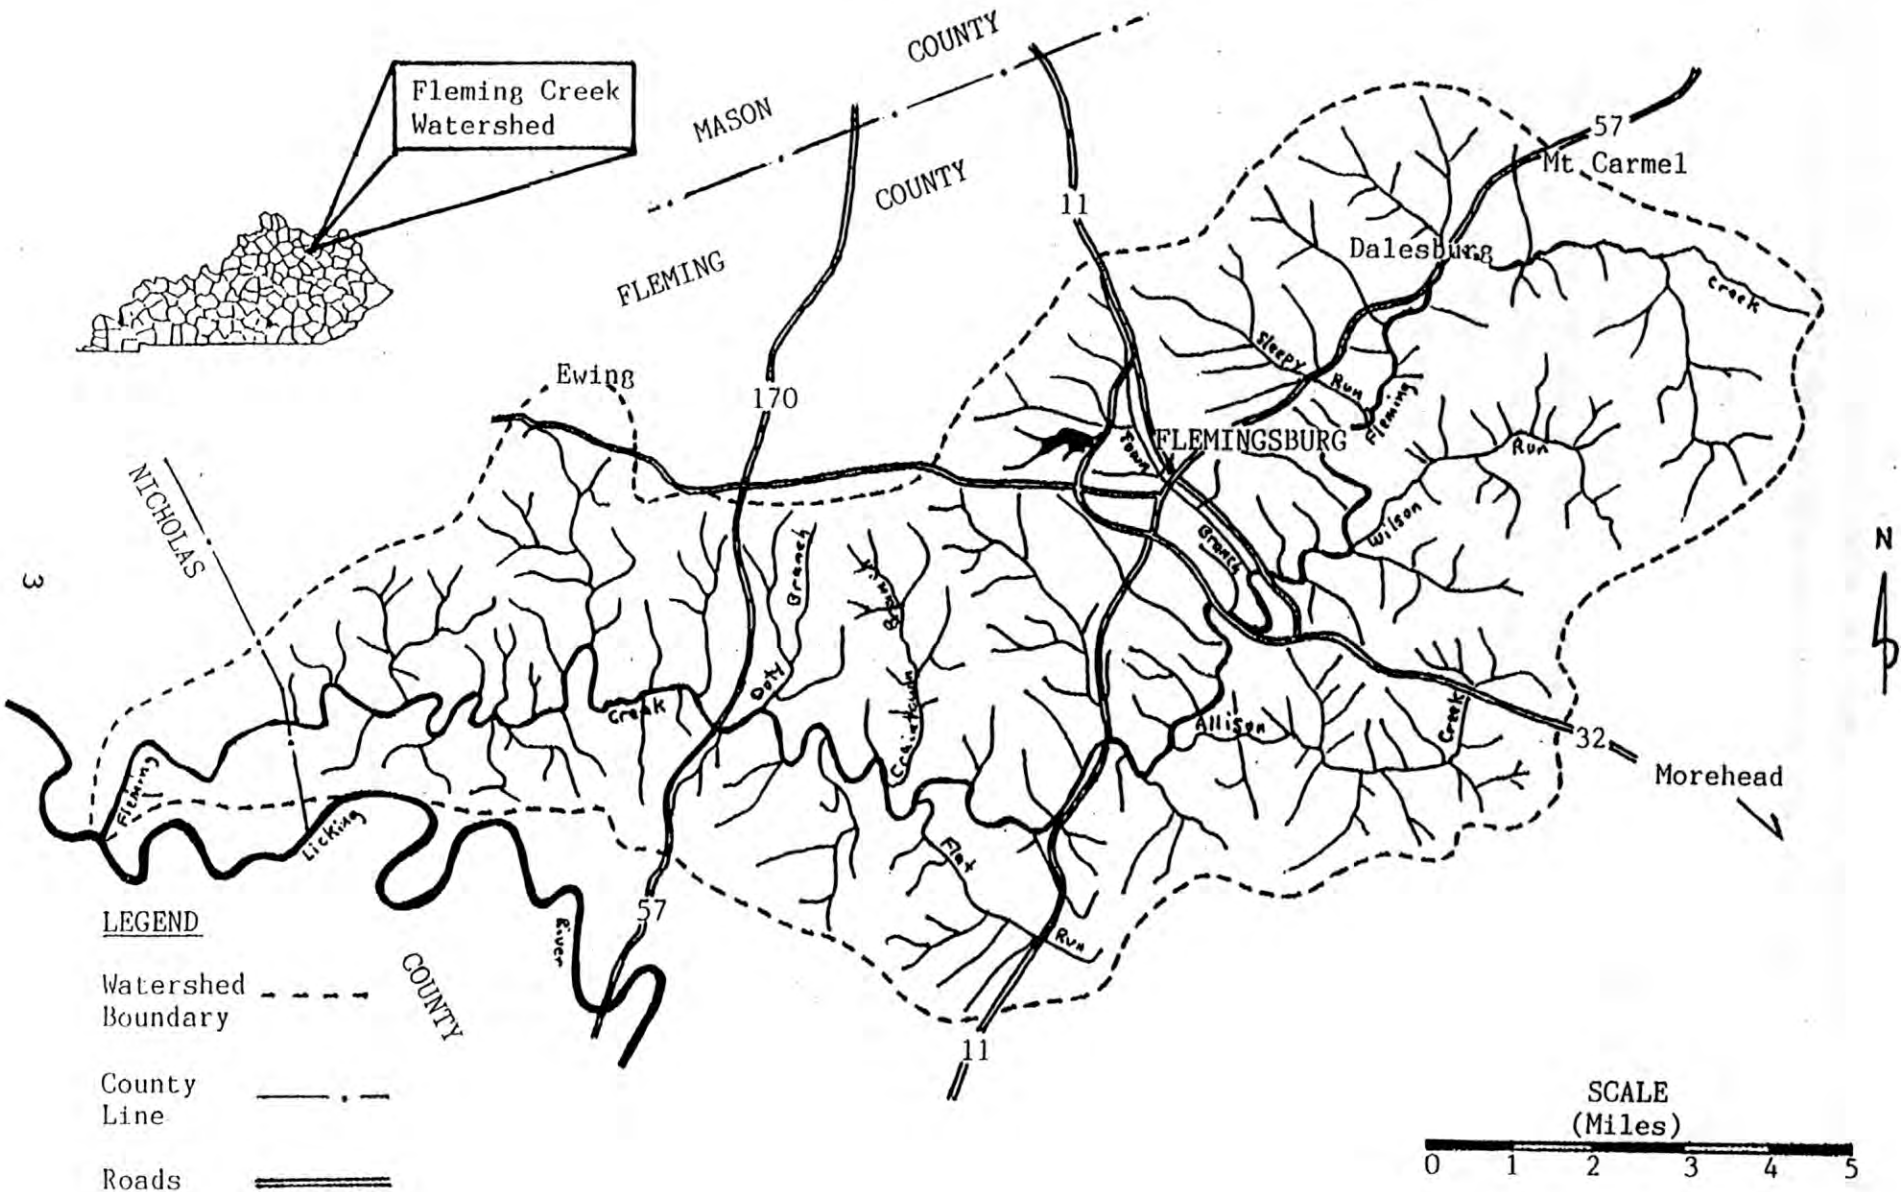 COUNTY
Fleming Creek
Watershed
MASON
57
Mt. Carmel
COUNTY
11
Dalesburg
FLEMING
Creek
Sleepy
Run
Fleming
Ewing
170
Town
FLEMINGSBURG
Run
NICHOLAS
Wilson
Branch
Branch
N
3
Doty
Creek
Allison
Creek
32
Morehead
Craintown
Fleming
Licking
Flat
Run
57
River
COUNTY
11
LEGEND
Watershed
Boundary
County
Line
Roads
SCALE
(Miles)
0 1 2 3 4 5